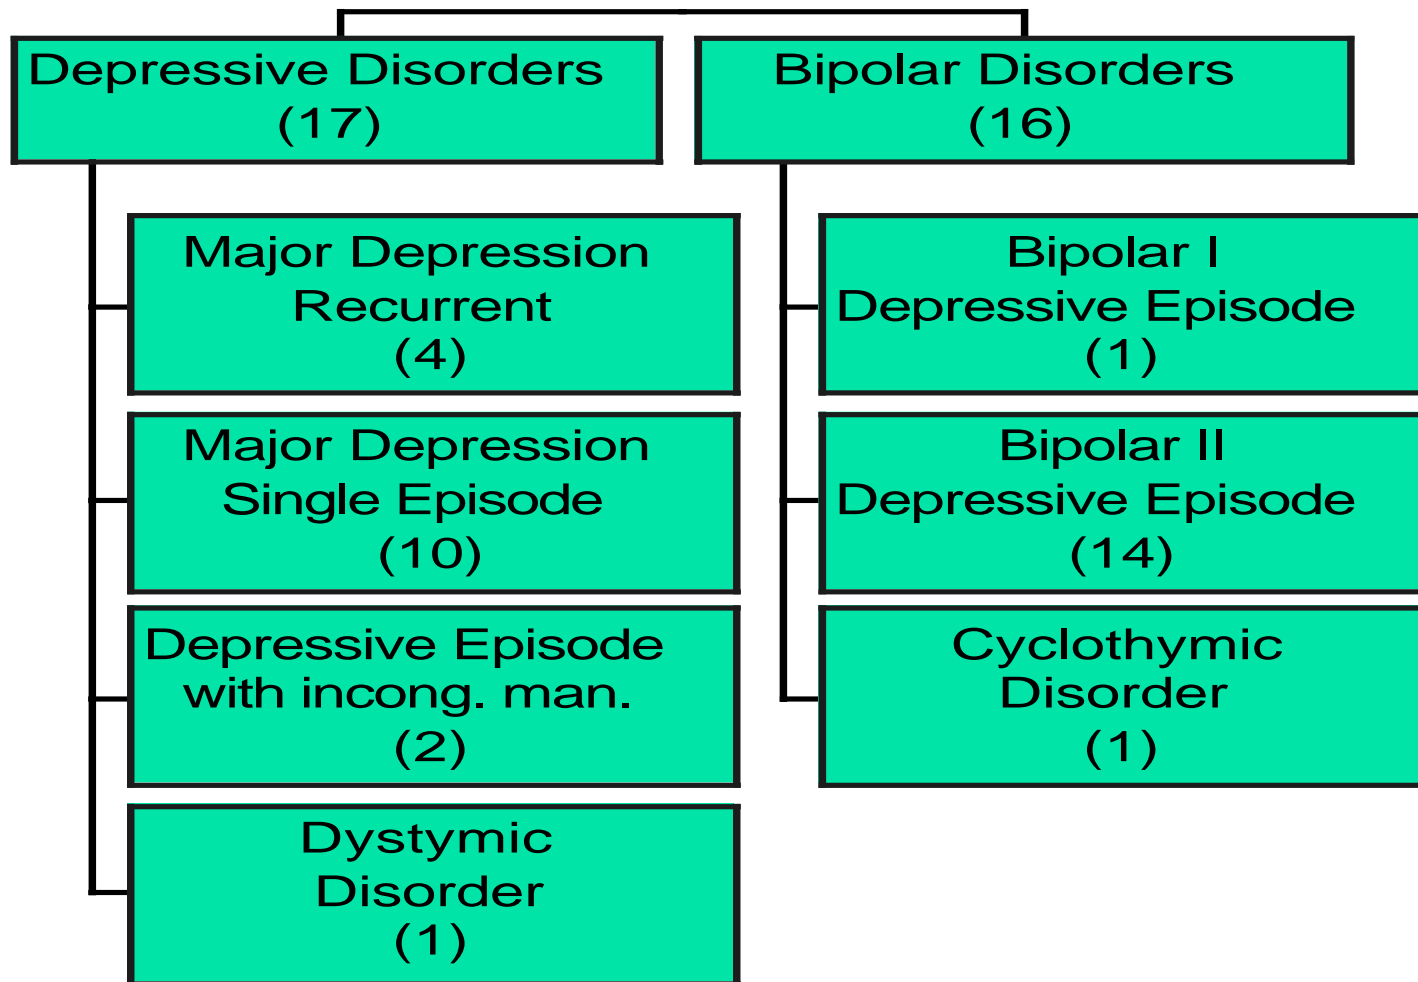 Depressive Disorders
(17)
Major Depression
Recurrent
(4)
Major Depression
Single Episode
(10)
Depressive Episode
with incong. man.
(2)
Dystymic
Disorder
(1)
Bipolar Disorders
(16)
Bipolar I
Depressive Episode
(1)
Bipolar II
Depressive Episode
(14)
Cyclothymic
Disorder
(1)